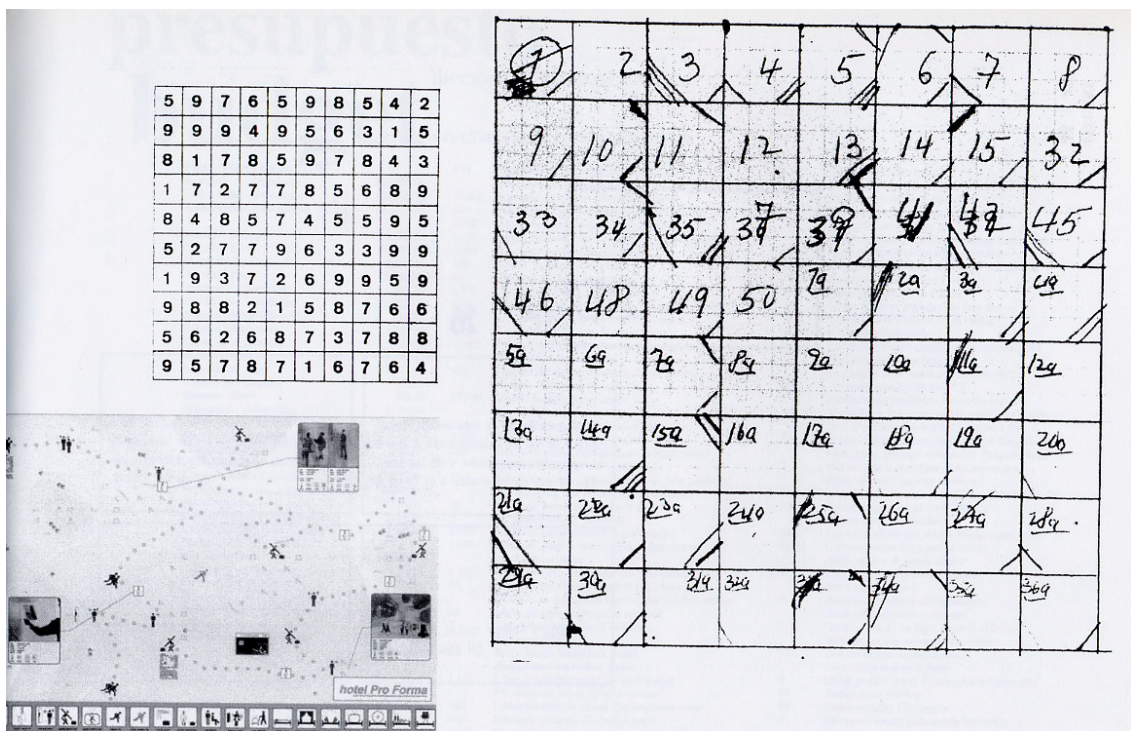 presupuesto
5 9 7 6 5 9 8 5 4 2
9 9 9 4 9 5 6 3 1 5
8 1 7 8 5 9 7 8 4 3
1 7 2 7 7 8 5 6 8 9
8 4 8 5 7 4 5 5 9 5
5 2 7 7 9 6 3 3 9 9
1 9 3 7 2 6 9 9 5 9
9 8 8 2 1 5 8 7 6 6
5 6 2 6 8 7 3 7 8 8
9 5 7 8 7 1 6 7 6 4
hotel Pro Forma
1 2 3 4 5 6 7 8
9 10 11 12 13 14 15 32
33 34 35 45
46 48 49 50 1a 2a 3a 4a
5a 6a 7a 8a 9a 10a 11a 12a
13a 14a 15a 16a 17a 18a 19a 20a
21a 22a 23a 24a 25a 26a 27a 28a
29a 30a 31a 32a 34a 35a 36a